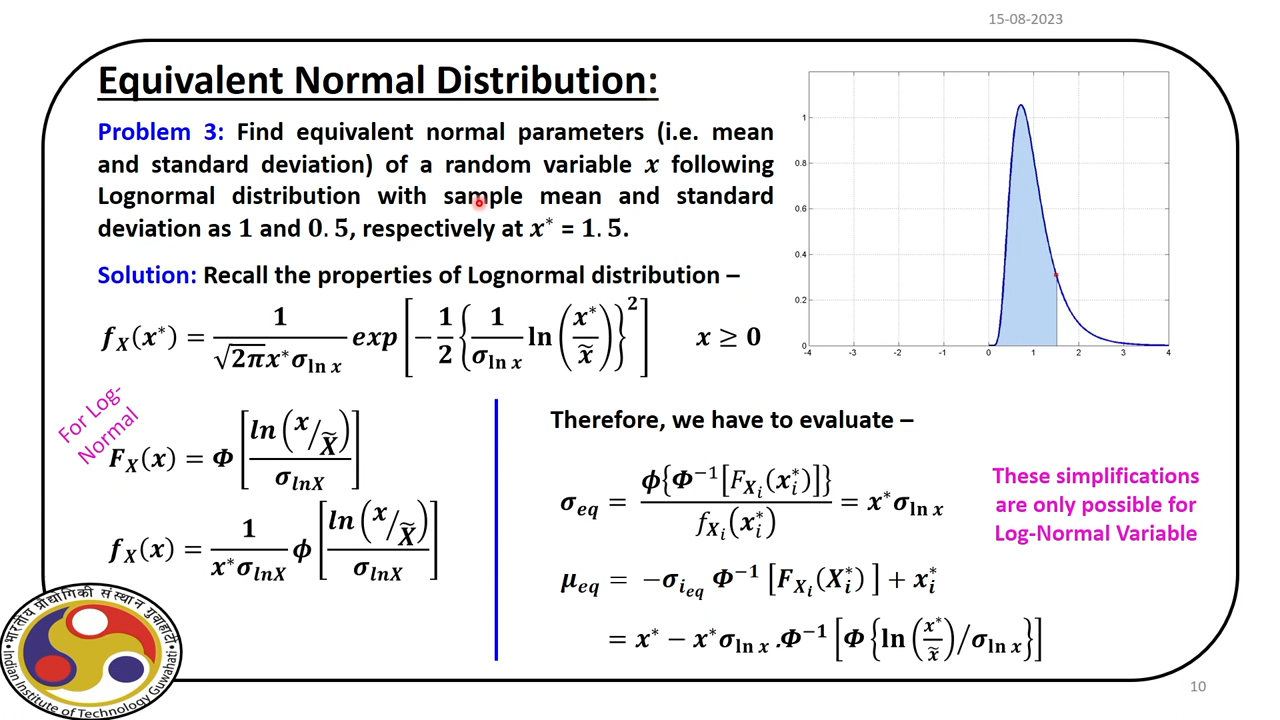 15-08-2023
Equivalent Normal Distribution:
Problem 3: Find equivalent normal parameters (i.e. mean
and standard deviation) of a random variable x following
Lognormal distribution with sample mean and standard
deviation as 1 and 0.5, respectively at x* = 1.5.
Solution: Recall the properties of Lognormal distribution –
f_X(x*) = 1/(√2π x* σ_ln x) exp[−1/2 {1/σ_ln x ln(x*/x̃)}²] x ≥ 0
For Log-
Normal
F_X(x) = Φ[ln(x/X̃)/σ_lnX]
f_X(x) = 1/(x*σ_lnX) ϕ[ln(x/X̃)/σ_lnX]
Therefore, we have to evaluate –
σ_eq = ϕ{Φ⁻¹[F_Xi(x_i*)]}/f_Xi(x_i*) = x*σ_ln x
μ_eq = −σ_i_eq Φ⁻¹[F_Xi(X_i*)] + x_i*
= x* − x*σ_ln x .Φ⁻¹[Φ{ln(x*/x̃)/σ_ln x}]
These simplifications
are only possible for
Log-Normal Variable
1
0.8
0.6
0.4
0.2
0
-4 -3 -2 -1 0 1 2 3 4
भारतीय प्रौद्योगिकी संस्थान गुवाहाटी
Indian Institute of Technology Guwahati
10